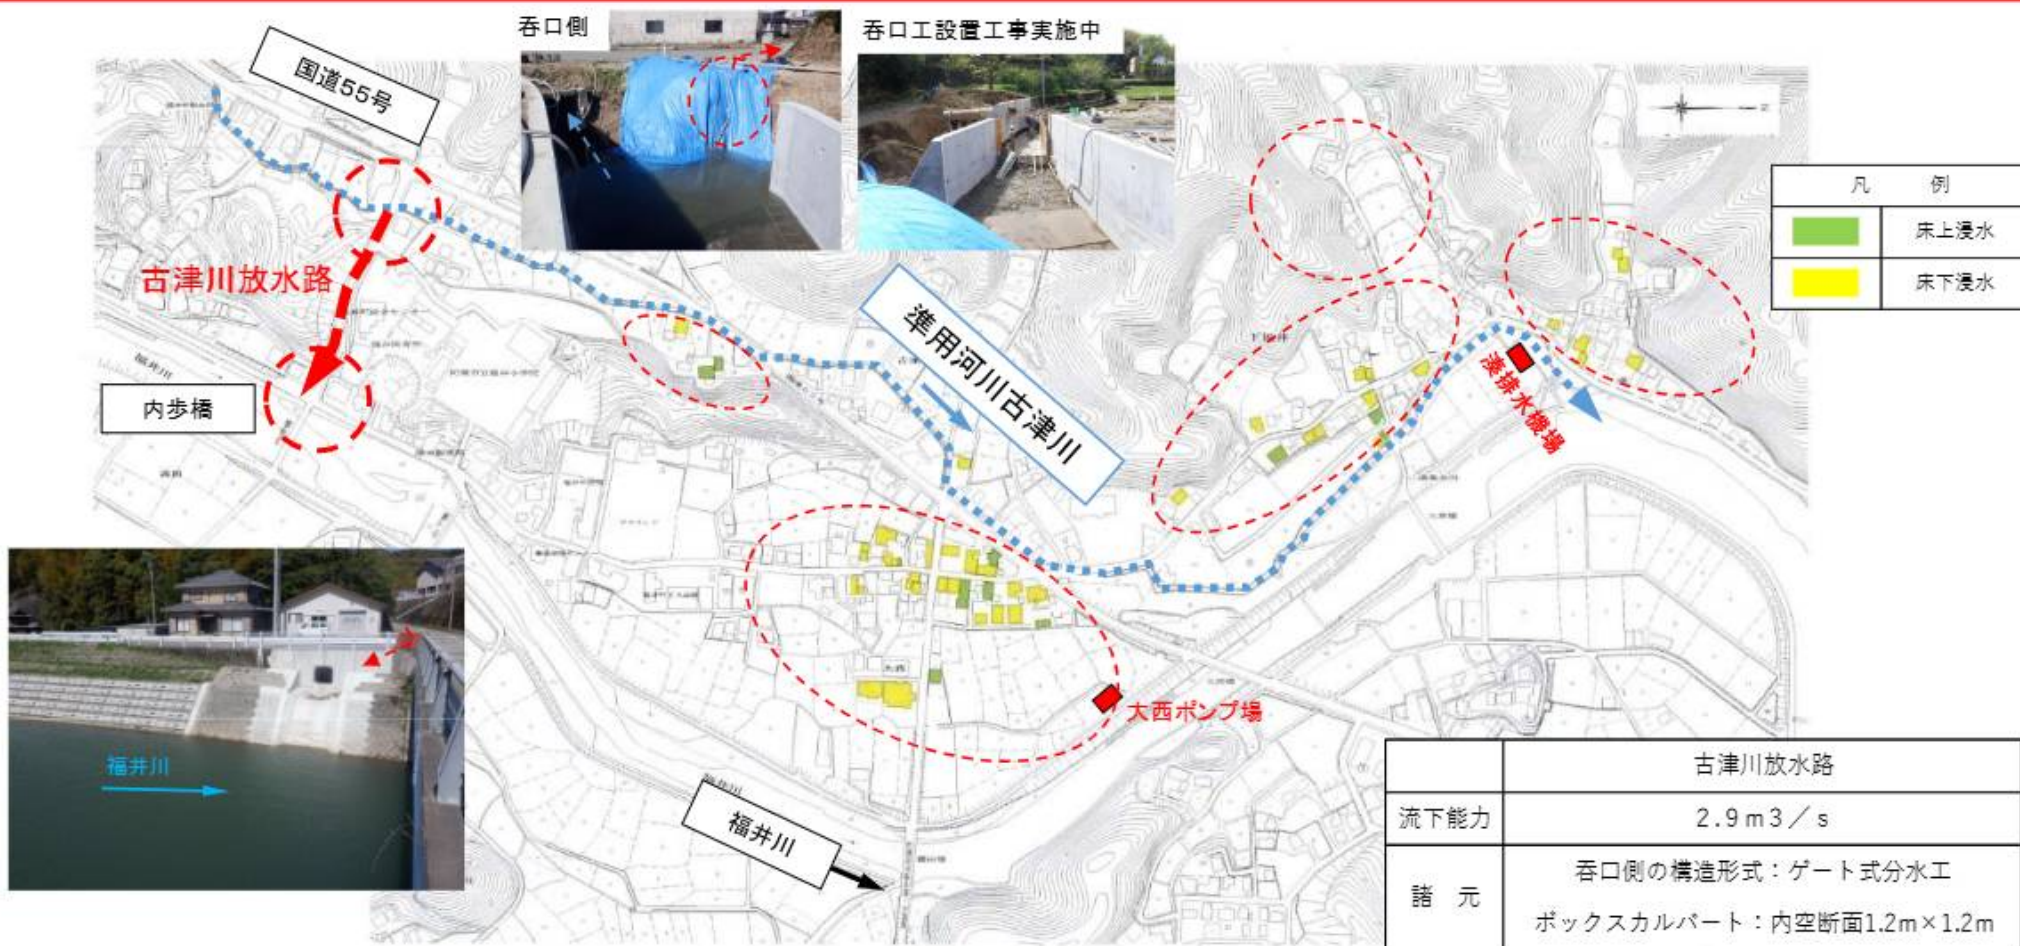 呑口側
呑口工設置工事実施中
国道55号
凡 例
床上浸水
床下浸水
古津川放水路
準用河川古津川
湊排水機場
福井川
内歩橋
大西ポンプ場
福井川
福井川
古津川放水路
流下能力
2.9m3/s
諸 元
呑口側の構造形式：ゲート式分水工
ボックスカルバート：内空断面1.2m×1.2m